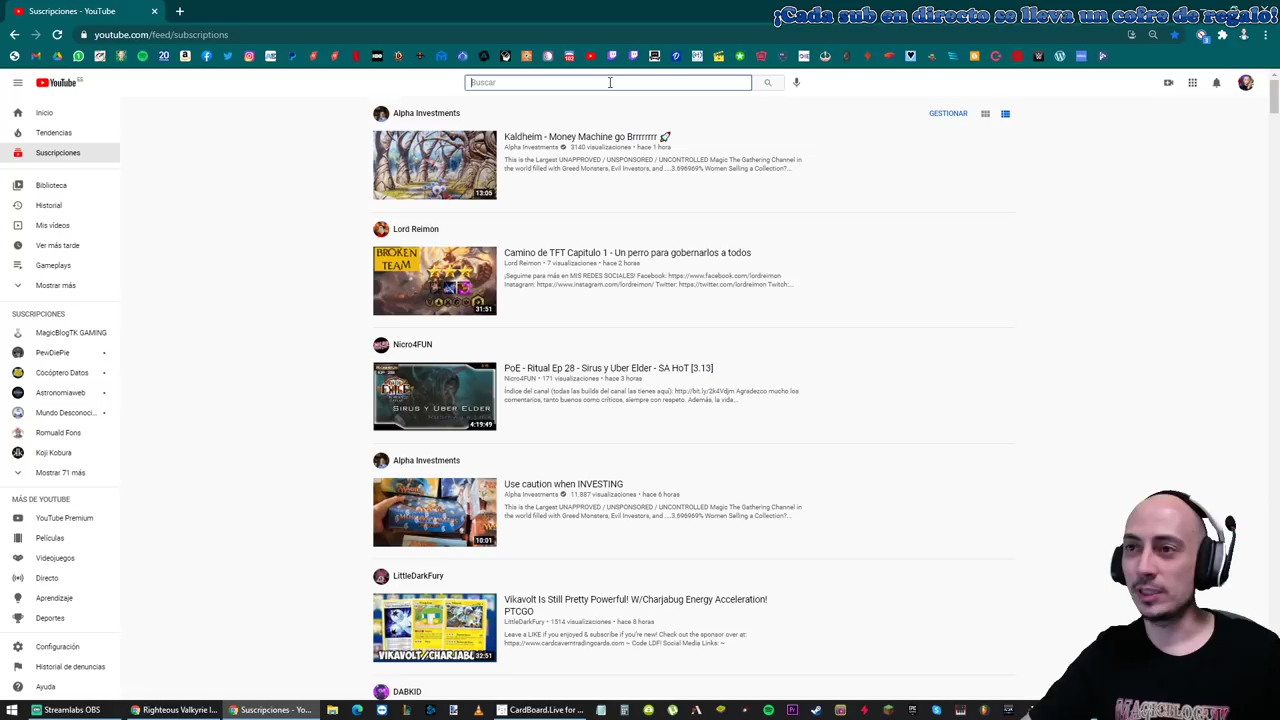 Suscripciones - YouTube
¡Cada sub en directo se lleva un cofre de regalo!
.com/feed/subscriptions
YouTube ES
Buscar
Inicio
Tendencias
Suscripciones
Biblioteca
Historial
Mis vídeos
Ver más tarde
Gameplays
Mostrar más
SUSCRIPCIONES
MagicBlogTK GAMING
PewDiePie
Cocóptero Datos
Astronomiaweb
Mundo Desconoci...
Romuald Fons
Koji Kobura
Mostrar 71 más
MÁS DE YOUTUBE
YouTube Premium
Películas
Videojuegos
Directo
Aprendizaje
Deportes
Configuración
Historial de denuncias
Ayuda
Alpha Investments
GESTIONAR
Kaldheim - Money Machine go Brrrrrrrr 🚀
Alpha Investments 3140 visualizaciones • hace 1 hora
This is the Largest UNAPPROVED / UNSPONSORED / UNCONTROLLED Magic The Gathering Channel in
the world filled with Greed Monsters, Evil Investors, and ....3.696969% Women Selling a Collection?...
13:05
Lord Reimon
BROKEN
TEAM
31:51
Camino de TFT Capitulo 1 - Un perro para gobernarlos a todos
Lord Reimon • 7 visualizaciones • hace 2 horas
¡Seguime para más en MIS REDES SOCIALES! Facebook: https://www.facebook.com/lordreimon
Instagram: https://www.instagram.com/lordreimon/ Twitter: https://twitter.com/lordreimon Twitch:...
Nicro4FUN
SIRUS Y UBER ELDER
4:19:49
PoE - Ritual Ep 28 - Sirus y Uber Elder - SA HoT [3.13]
Nicro4FUN • 171 visualizaciones • hace 3 horas
Índice del canal (todas las builds del canal las tienes aquí): http://bit.ly/2k4Vdjm Agradezco mucho los
comentarios, tanto buenos como críticos, siempre con respeto. Además, la vida...
Alpha Investments
10:01
Use caution when INVESTING
Alpha Investments 11.887 visualizaciones • hace 6 horas
This is the Largest UNAPPROVED / UNSPONSORED / UNCONTROLLED Magic The Gathering Channel in
the world filled with Greed Monsters, Evil Investors, and ....3.696969% Women Selling a Collection?...
LittleDarkFury
VIKAVOLT/CHARJABU
32:51
Vikavolt Is Still Pretty Powerful! W/Charjabug Energy Acceleration!
PTCGO
LittleDarkFury • 1514 visualizaciones • hace 8 horas
Leave a LIKE if you enjoyed & subscribe if you're new! Check out the sponsor over at:
https://www.cardcaverntradingcards.com -- Code LDF! Social Media Links: --
DABKID
Streamlabs OBS
Righteous Valkyrie I...
Suscripciones - Yo...
CardBoard.Live for ...